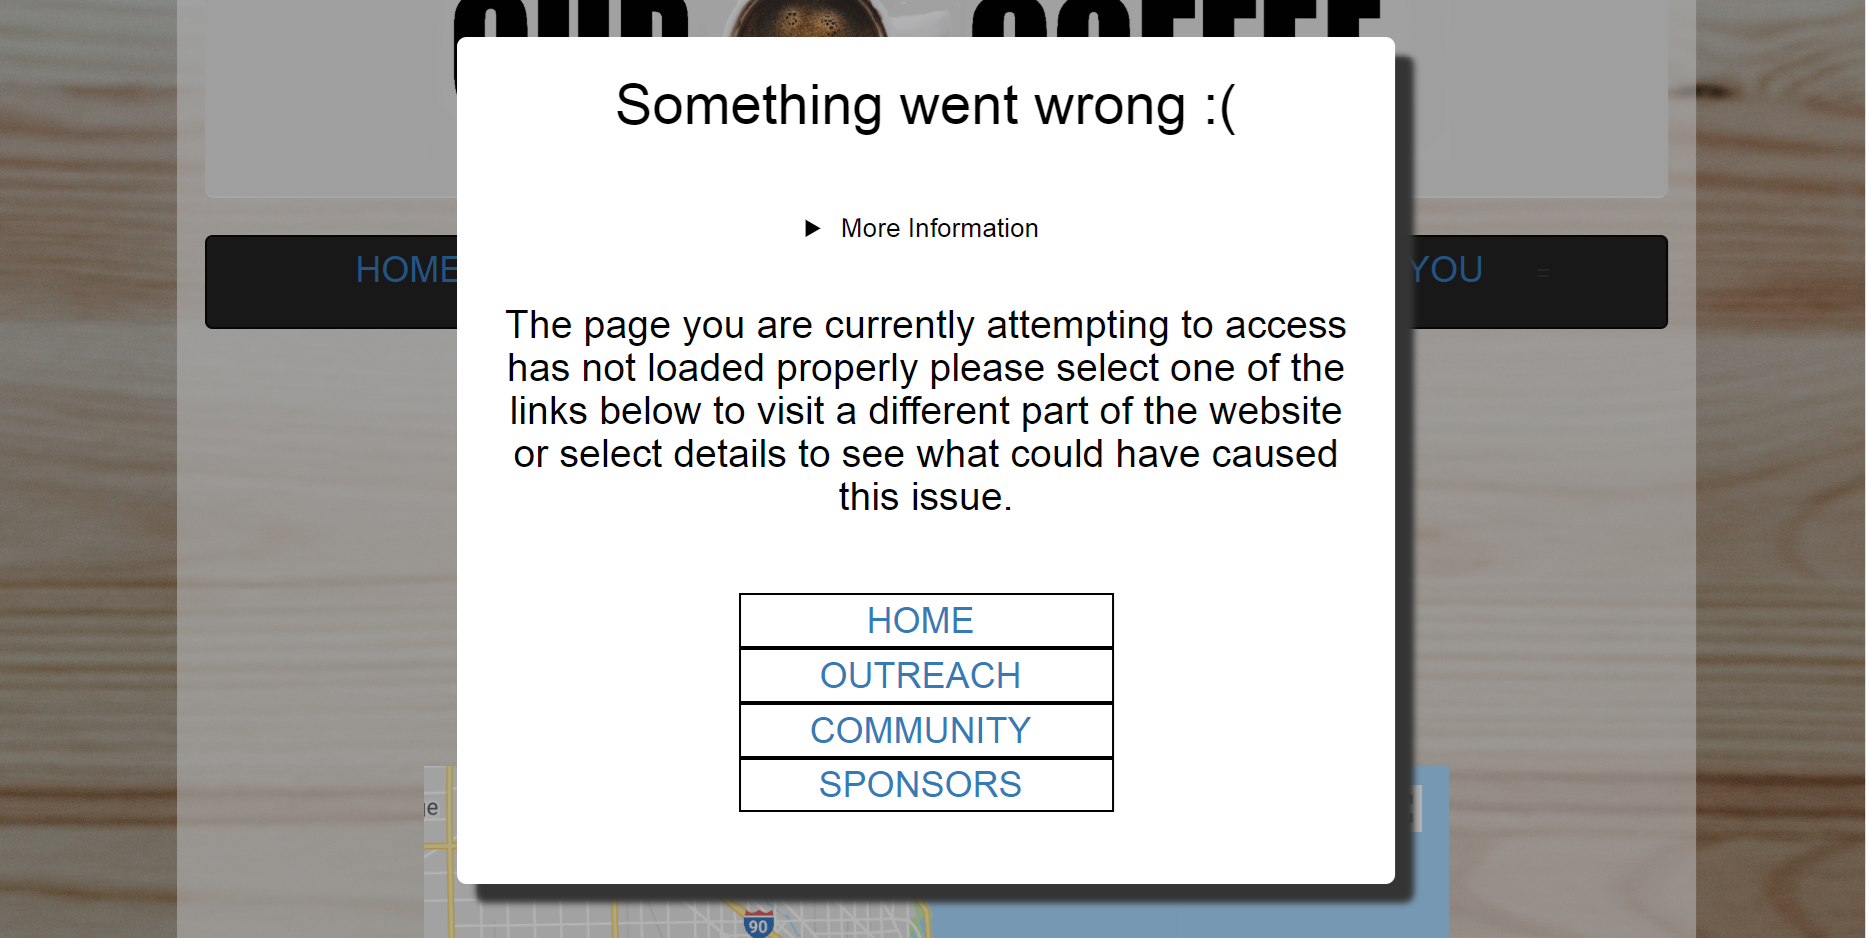 Something went wrong :(
More Information
HOME
YOU
The page you are currently attempting to access
has not loaded properly please select one of the
links below to visit a different part of the website
or select details to see what could have caused
this issue.
HOME
OUTREACH
COMMUNITY
SPONSORS
90